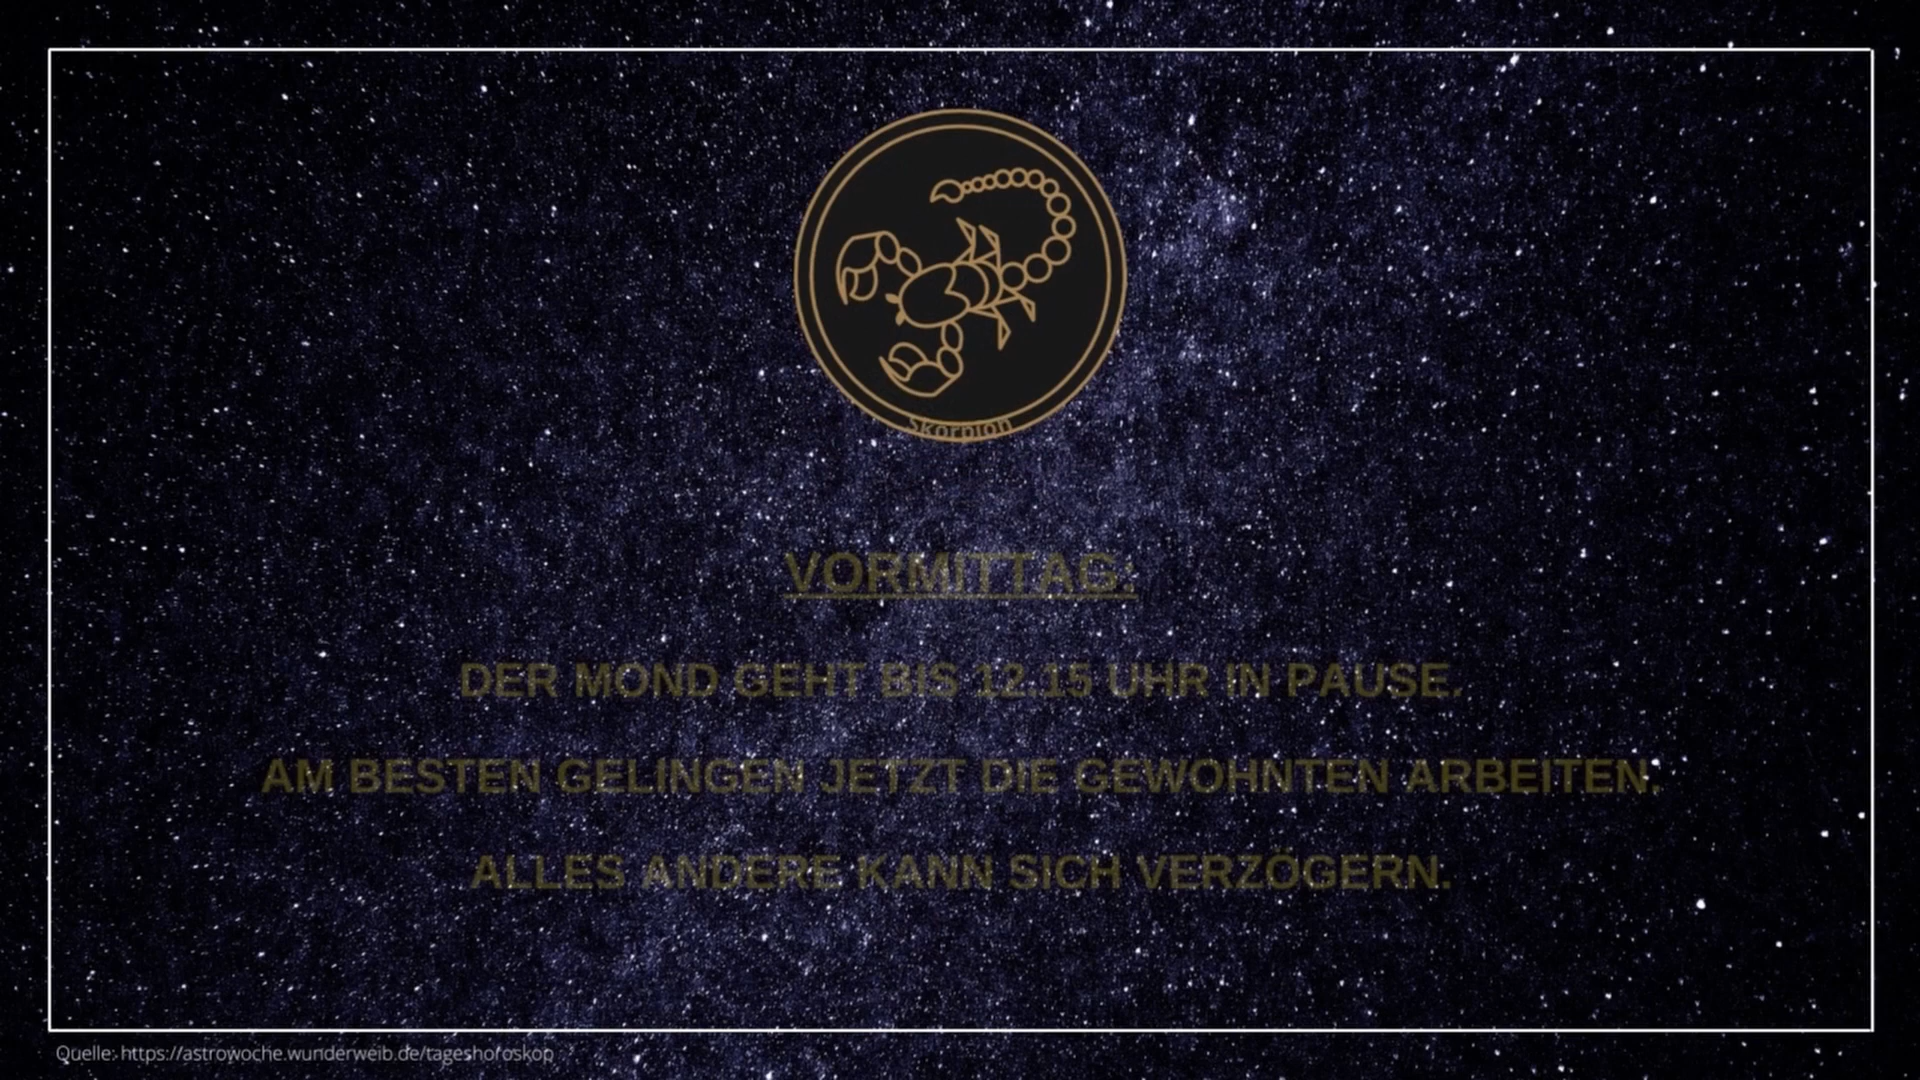 Skorpion
VORMITTAG:
DER MOND GEHT BIS 12.15 UHR IN PAUSE.
AM BESTEN GELINGEN JETZT DIE GEWOHNTEN ARBEITEN.
ALLES ANDERE KANN SICH VERZÖGERN.
Quelle: https://astrowoche.wunderweib.de/tageshoroskop